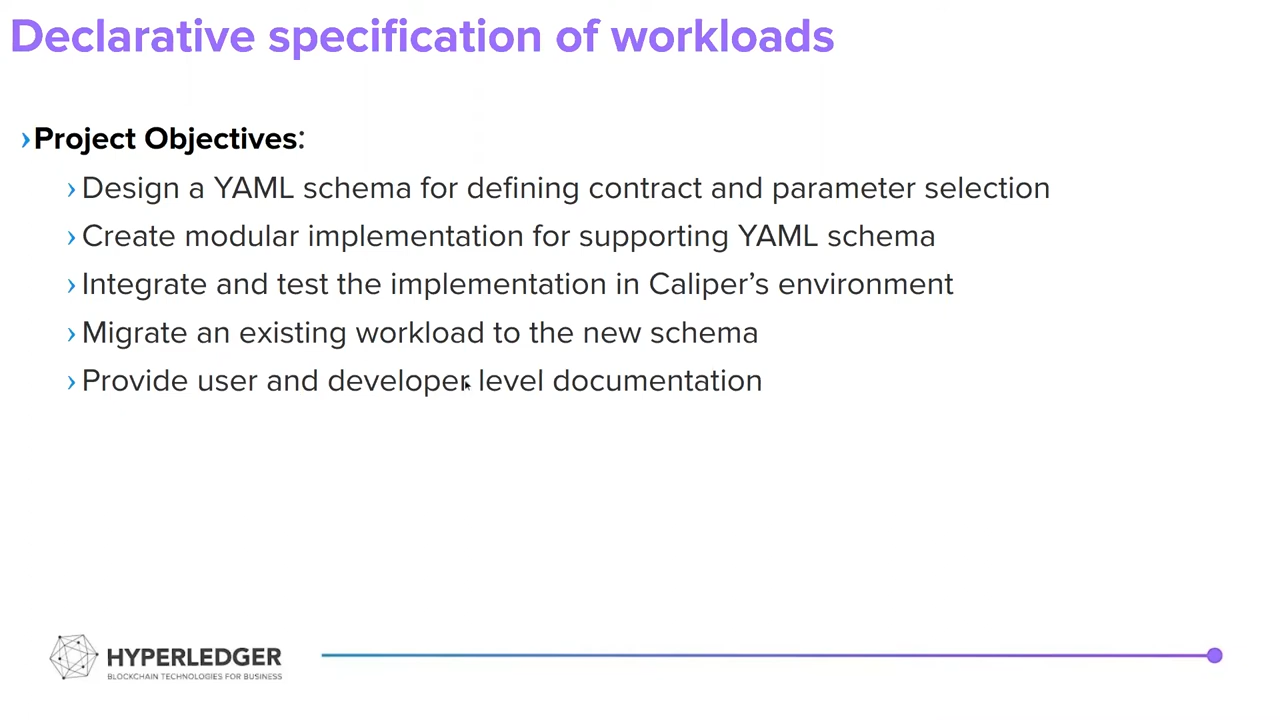 Declarative specification of workloads
›Project Objectives:
›Design a YAML schema for defining contract and parameter selection
›Create modular implementation for supporting YAML schema
›Integrate and test the implementation in Caliper’s environment
›Migrate an existing workload to the new schema
›Provide user and developer level documentation
HYPERLEDGER
BLOCKCHAIN TECHNOLOGIES FOR BUSINESS